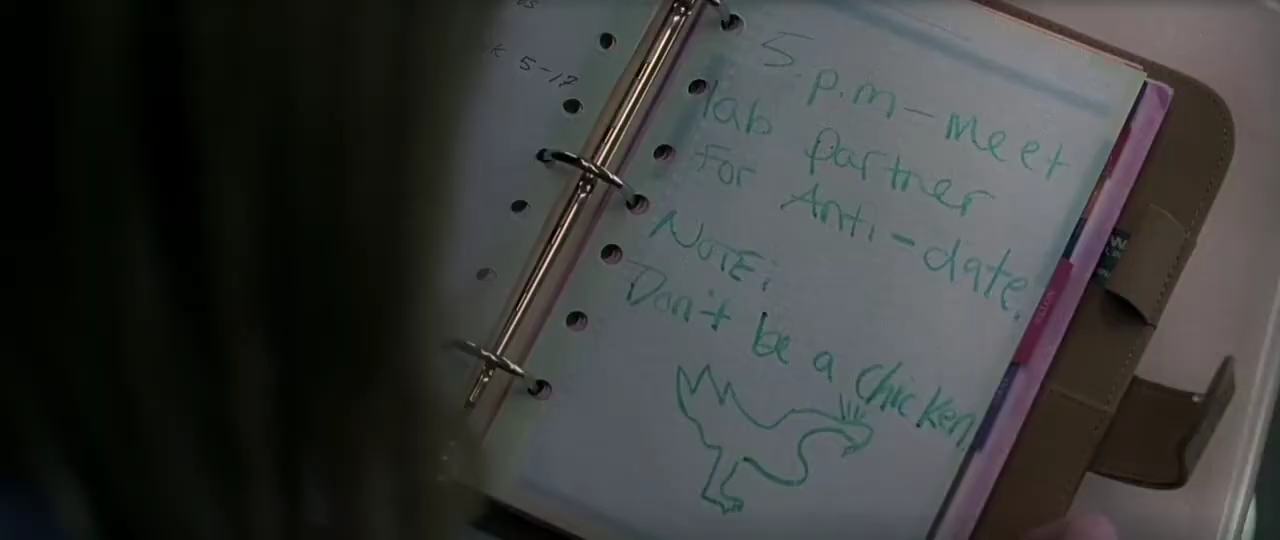 K 5-17
5 p.m - Meet
lab partner
For Anti-date.
NOTE:
Don't be a chicken